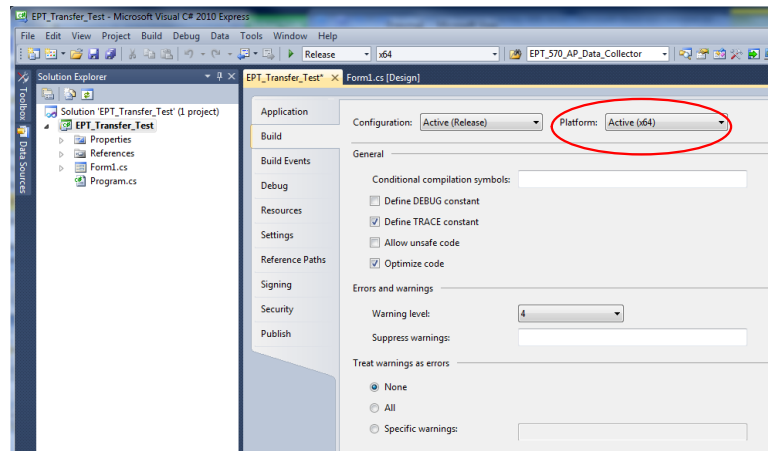 EPT_Transfer_Test - Microsoft Visual C# 2010 Express
File Edit View Project Build Debug Data Tools Window Help
Release x64 EPT_570_AP_Data_Collector
Toolbox
Data Sources
Solution Explorer
Solution 'EPT_Transfer_Test' (1 project)
EPT_Transfer_Test
Properties
References
Form1.cs
Program.cs
EPT_Transfer_Test* Form1.cs [Design]
Application
Build
Build Events
Debug
Resources
Settings
Reference Paths
Signing
Security
Publish
Configuration: Active (Release) Platform: Active (x64)
General
Conditional compilation symbols:
Define DEBUG constant
Define TRACE constant
Allow unsafe code
Optimize code
Errors and warnings
Warning level: 4
Suppress warnings:
Treat warnings as errors
None
All
Specific warnings: